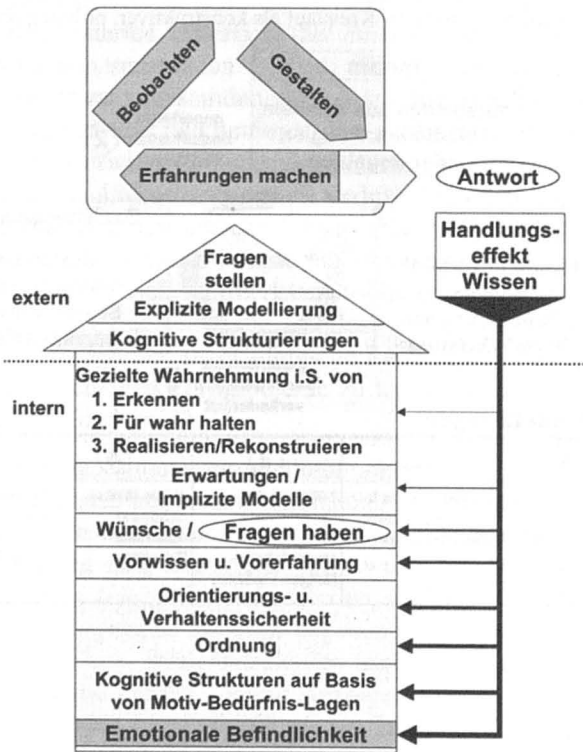 Beobachten
Gestalten
Erfahrungen machen
Antwort
Handlungs-
effekt
Wissen
Fragen
stellen
Explizite Modellierung
Kognitive Strukturierungen
extern
intern
Gezielte Wahrnehmung i.S. von
1. Erkennen
2. Für wahr halten
3. Realisieren/Rekonstruieren
Erwartungen /
Implizite Modelle
Wünsche / Fragen haben
Vorwissen u. Vorerfahrung
Orientierungs- u.
Verhaltenssicherheit
Ordnung
Kognitive Strukturen auf Basis
von Motiv-Bedürfnis-Lagen
Emotionale Befindlichkeit